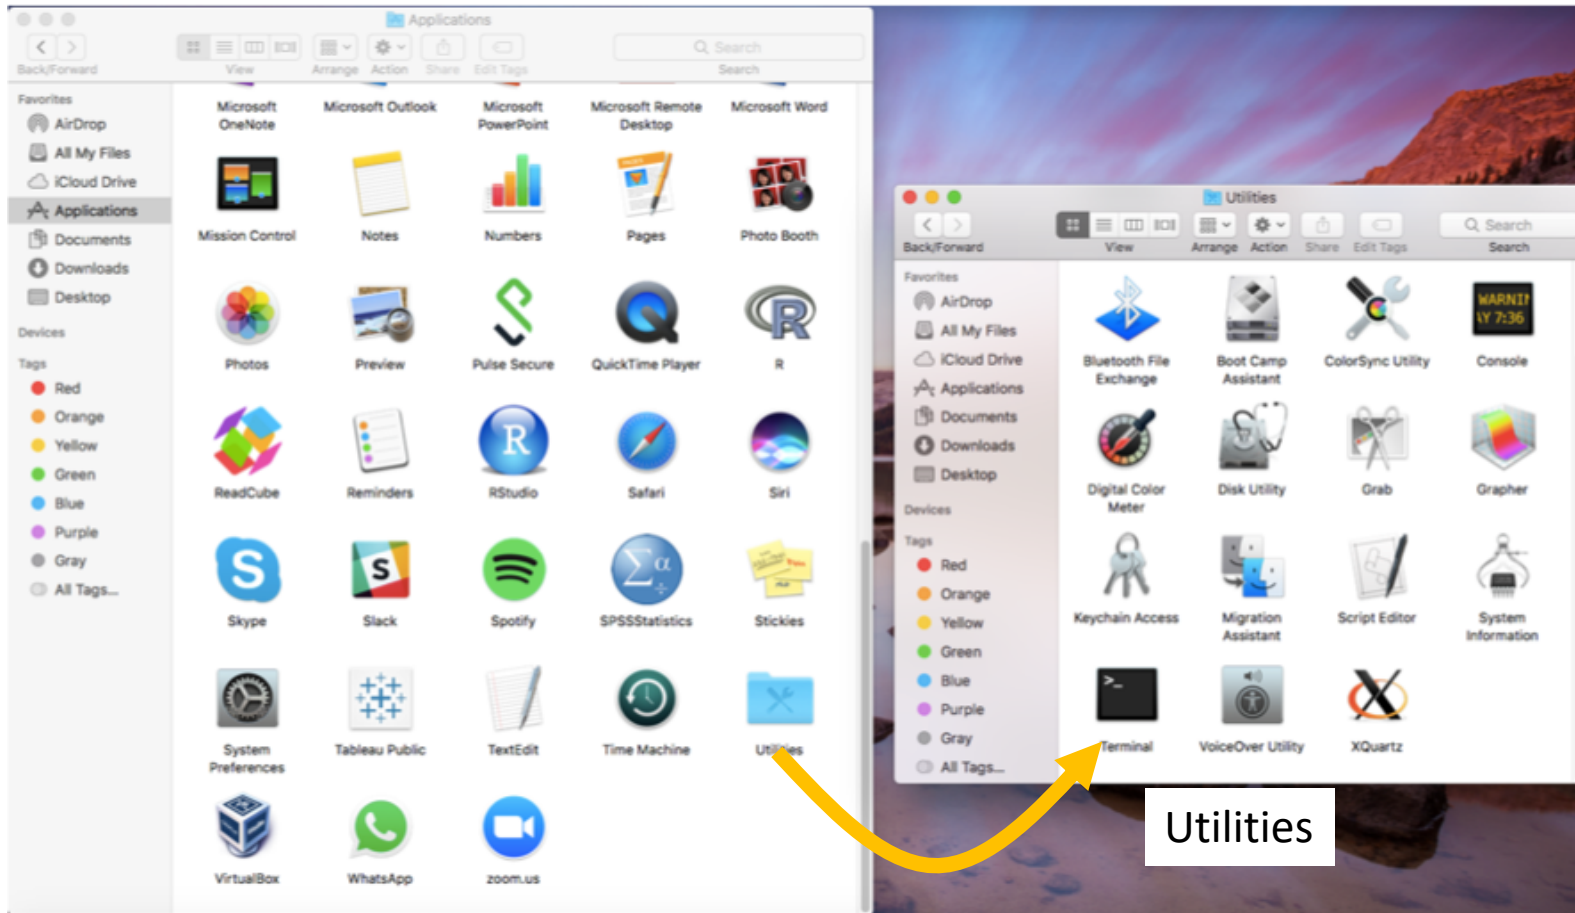 Applications
Search
Back/Forward
View
Arrange
Action
Share
Edit Tags
Search
Favorites
AirDrop
All My Files
iCloud Drive
Applications
Documents
Downloads
Desktop
Devices
Tags
Red
Orange
Yellow
Green
Blue
Purple
Gray
All Tags...
Microsoft
OneNote
Microsoft Outlook
Microsoft
PowerPoint
Microsoft Remote
Desktop
Microsoft Word
Mission Control
Notes
Numbers
Pages
Photo Booth
Photos
Preview
Pulse Secure
QuickTime Player
R
R
ReadCube
Reminders
R
RStudio
Safari
Siri
S
Skype
S
Slack
Spotify
Σα
÷
SPSSStatistics
Stickies
System
Preferences
Tableau Public
TextEdit
Time Machine
Utilities
VirtualBox
WhatsApp
zoom.us
Utilities
Search
Back/Forward
View
Arrange
Action
Share
Edit Tags
Search
Favorites
AirDrop
All My Files
iCloud Drive
Applications
Documents
Downloads
Desktop
Devices
Tags
Red
Orange
Yellow
Green
Blue
Purple
Gray
All Tags...
Bluetooth File
Exchange
Boot Camp
Assistant
ColorSync Utility
WARNIN
AY 7:36
Console
Digital Color
Meter
Disk Utility
Grab
Grapher
Keychain Access
Migration
Assistant
Script Editor
System
Information
>_
Terminal
VoiceOver Utility
X
XQuartz
Utilities